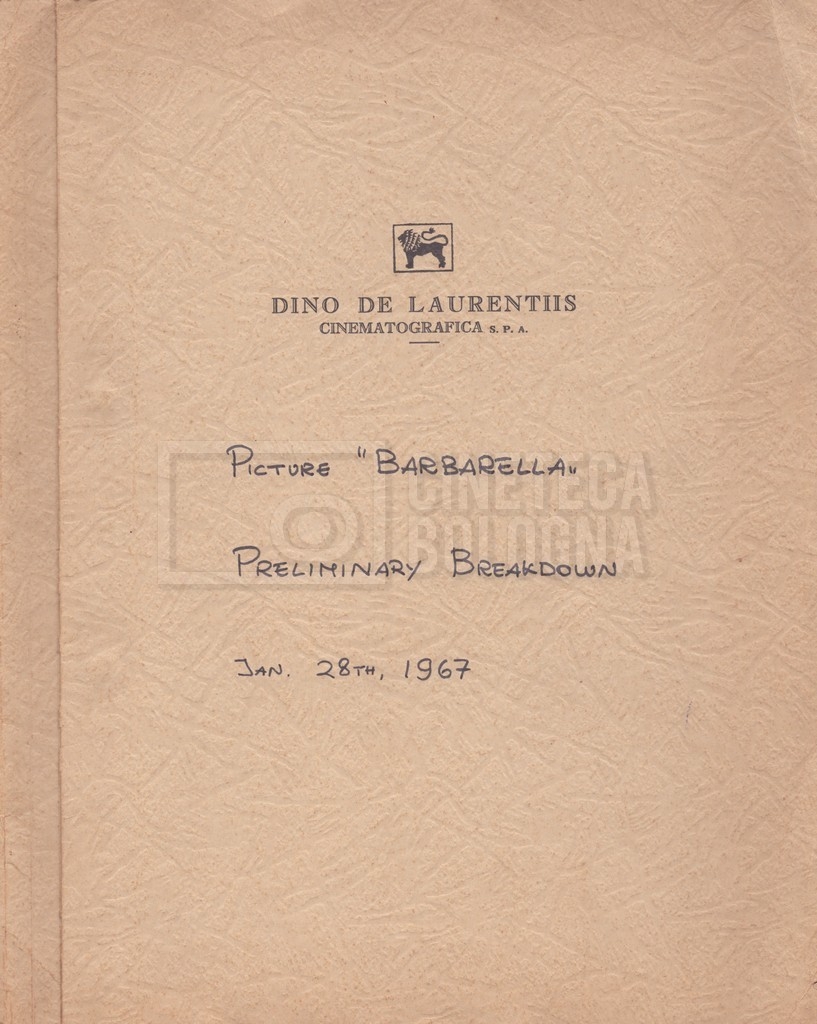 DINO DE LAURENTIIS
CINEMATOGRAFICA S. P. A.
PICTURE "BARBARELLA"
CINETECA
BOLOGNA
PRELIMINARY BREAKDOWN
JAN. 28TH, 1967